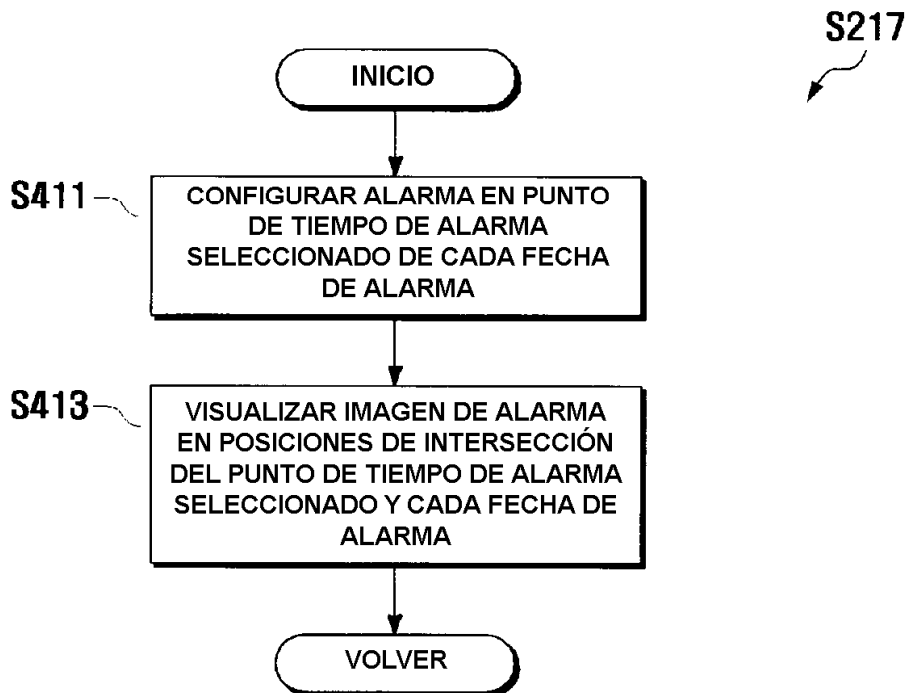 S217
INICIO
S411
CONFIGURAR ALARMA EN PUNTO
DE TIEMPO DE ALARMA
SELECCIONADO DE CADA FECHA
DE ALARMA
S413
VISUALIZAR IMAGEN DE ALARMA
EN POSICIONES DE INTERSECCIÓN
DEL PUNTO DE TIEMPO DE ALARMA
SELECCIONADO Y CADA FECHA DE
ALARMA
VOLVER